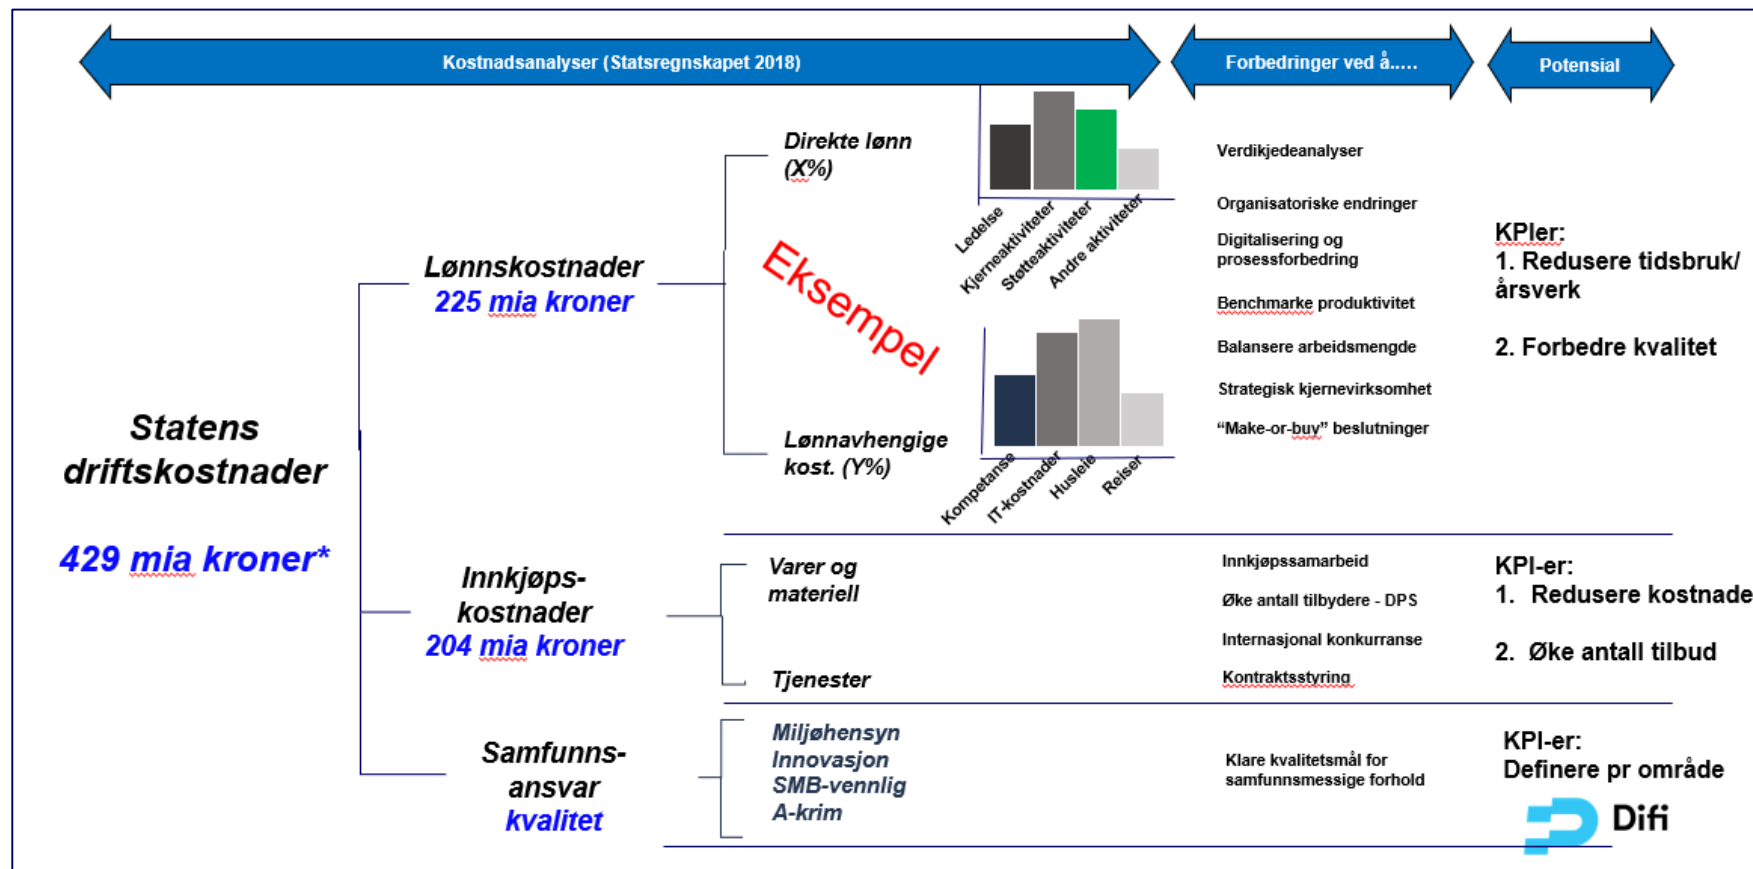 Kostnadsanalyser (Statsregnskapet 2018)
Forbedringer ved å.....
Potensial
Statens
driftskostnader
429 mia kroner*
Lønnskostnader
225 mia kroner
Direkte lønn
(X%)
Lønnavhengige
kost. (Y%)
Eksempel
Ledelse
Kjerneaktiviteter
Støtteaktiviteter
Andre aktiviteter
Kompetanse
IT-kostnader
Husleie
Reiser
Verdikjedeanalyser
Organisatoriske endringer
Digitalisering og
prosessforbedring
Benchmarke produktivitet
Balansere arbeidsmengde
Strategisk kjernevirksomhet
“Make-or-buy” beslutninger
KPIer:
1. Redusere tidsbruk/
årsverk
2. Forbedre kvalitet
Innkjøps-
kostnader
204 mia kroner
Varer og
materiell
Tjenester
Innkjøpssamarbeid
Øke antall tilbydere - DPS
Internasjonal konkurranse
Kontraktsstyring
KPI-er:
1. Redusere kostnade
2. Øke antall tilbud
Samfunns-
ansvar
kvalitet
Miljøhensyn
Innovasjon
SMB-vennlig
A-krim
Klare kvalitetsmål for
samfunnsmessige forhold
KPI-er:
Definere pr område
Difi